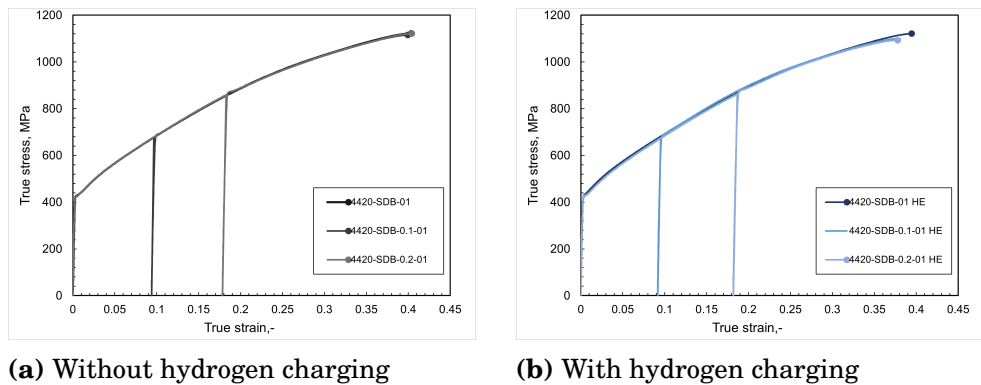 1200
1000
800
600
400
200
0
True stress, MPa
0 0.05 0.1 0.15 0.2 0.25 0.3 0.35 0.4 0.45
True strain,-
4420-SDB-01
4420-SDB-0.1-01
4420-SDB-0.2-01
(a) Without hydrogen charging
1200
1000
800
600
400
200
0
True stress, MPa
0 0.05 0.1 0.15 0.2 0.25 0.3 0.35 0.4 0.45
True strain,-
4420-SDB-01 HE
4420-SDB-0.1-01 HE
4420-SDB-0.2-01 HE
(b) With hydrogen charging